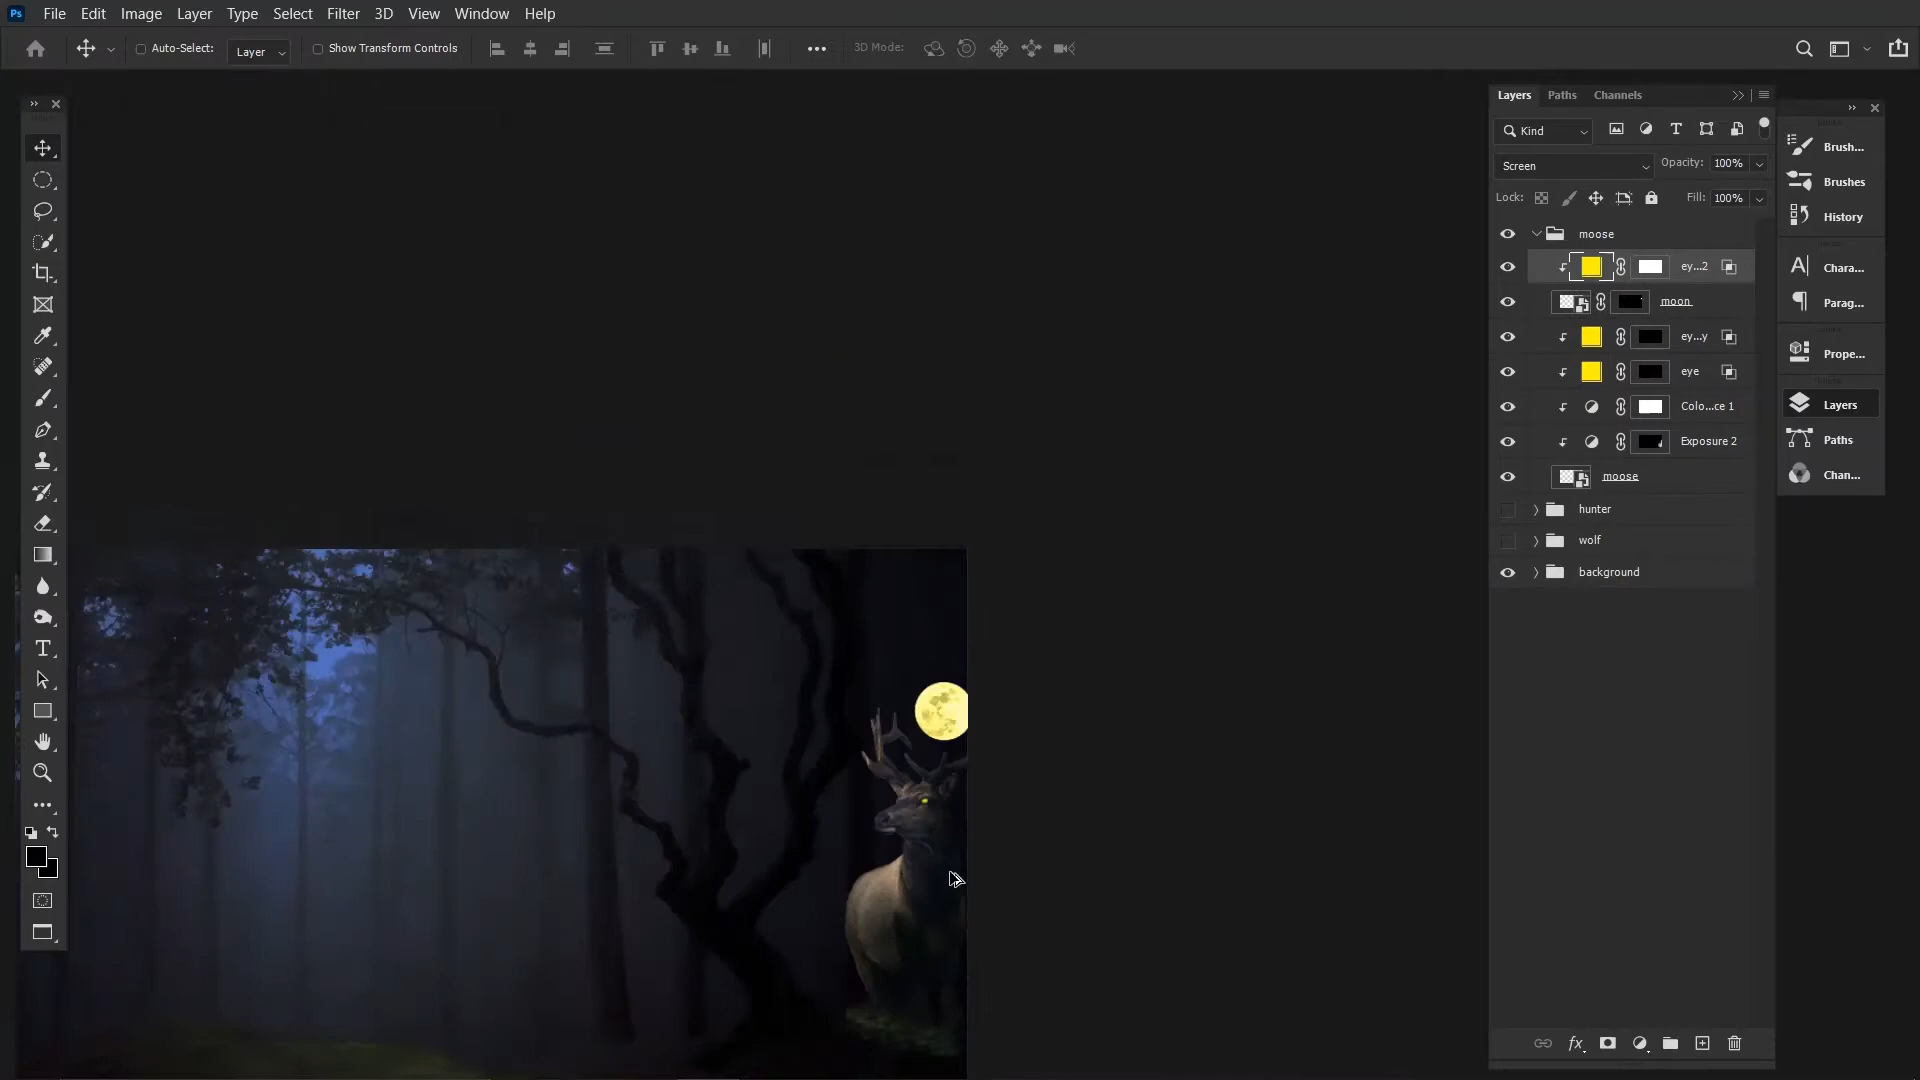 Ps File Edit Image Layer Type Select Filter 3D View Window Help
Auto-Select: Layer Show Transform Controls 3D Mode:
Layers Paths Channels
Kind
Screen Opacity: 100%
Lock: Fill: 100%
moose
ey...2
moon
ey...y
eye
Colo...ce 1
Exposure 2
moose
hunter
wolf
background
Brush...
Brushes
History
Chara...
Parag...
Prope...
Layers
Paths
Chan...